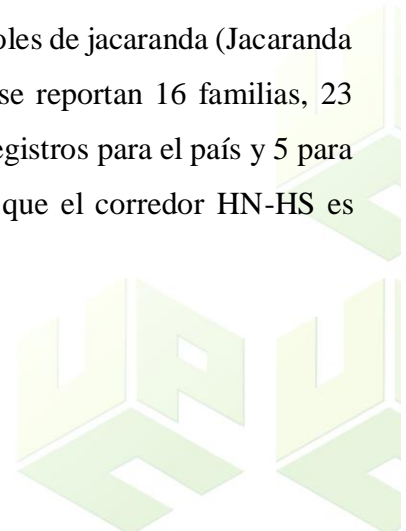 oles de jacaranda (Jacaranda
se reportan 16 familias, 23
egistros para el país y 5 para
que el corredor HN-HS es